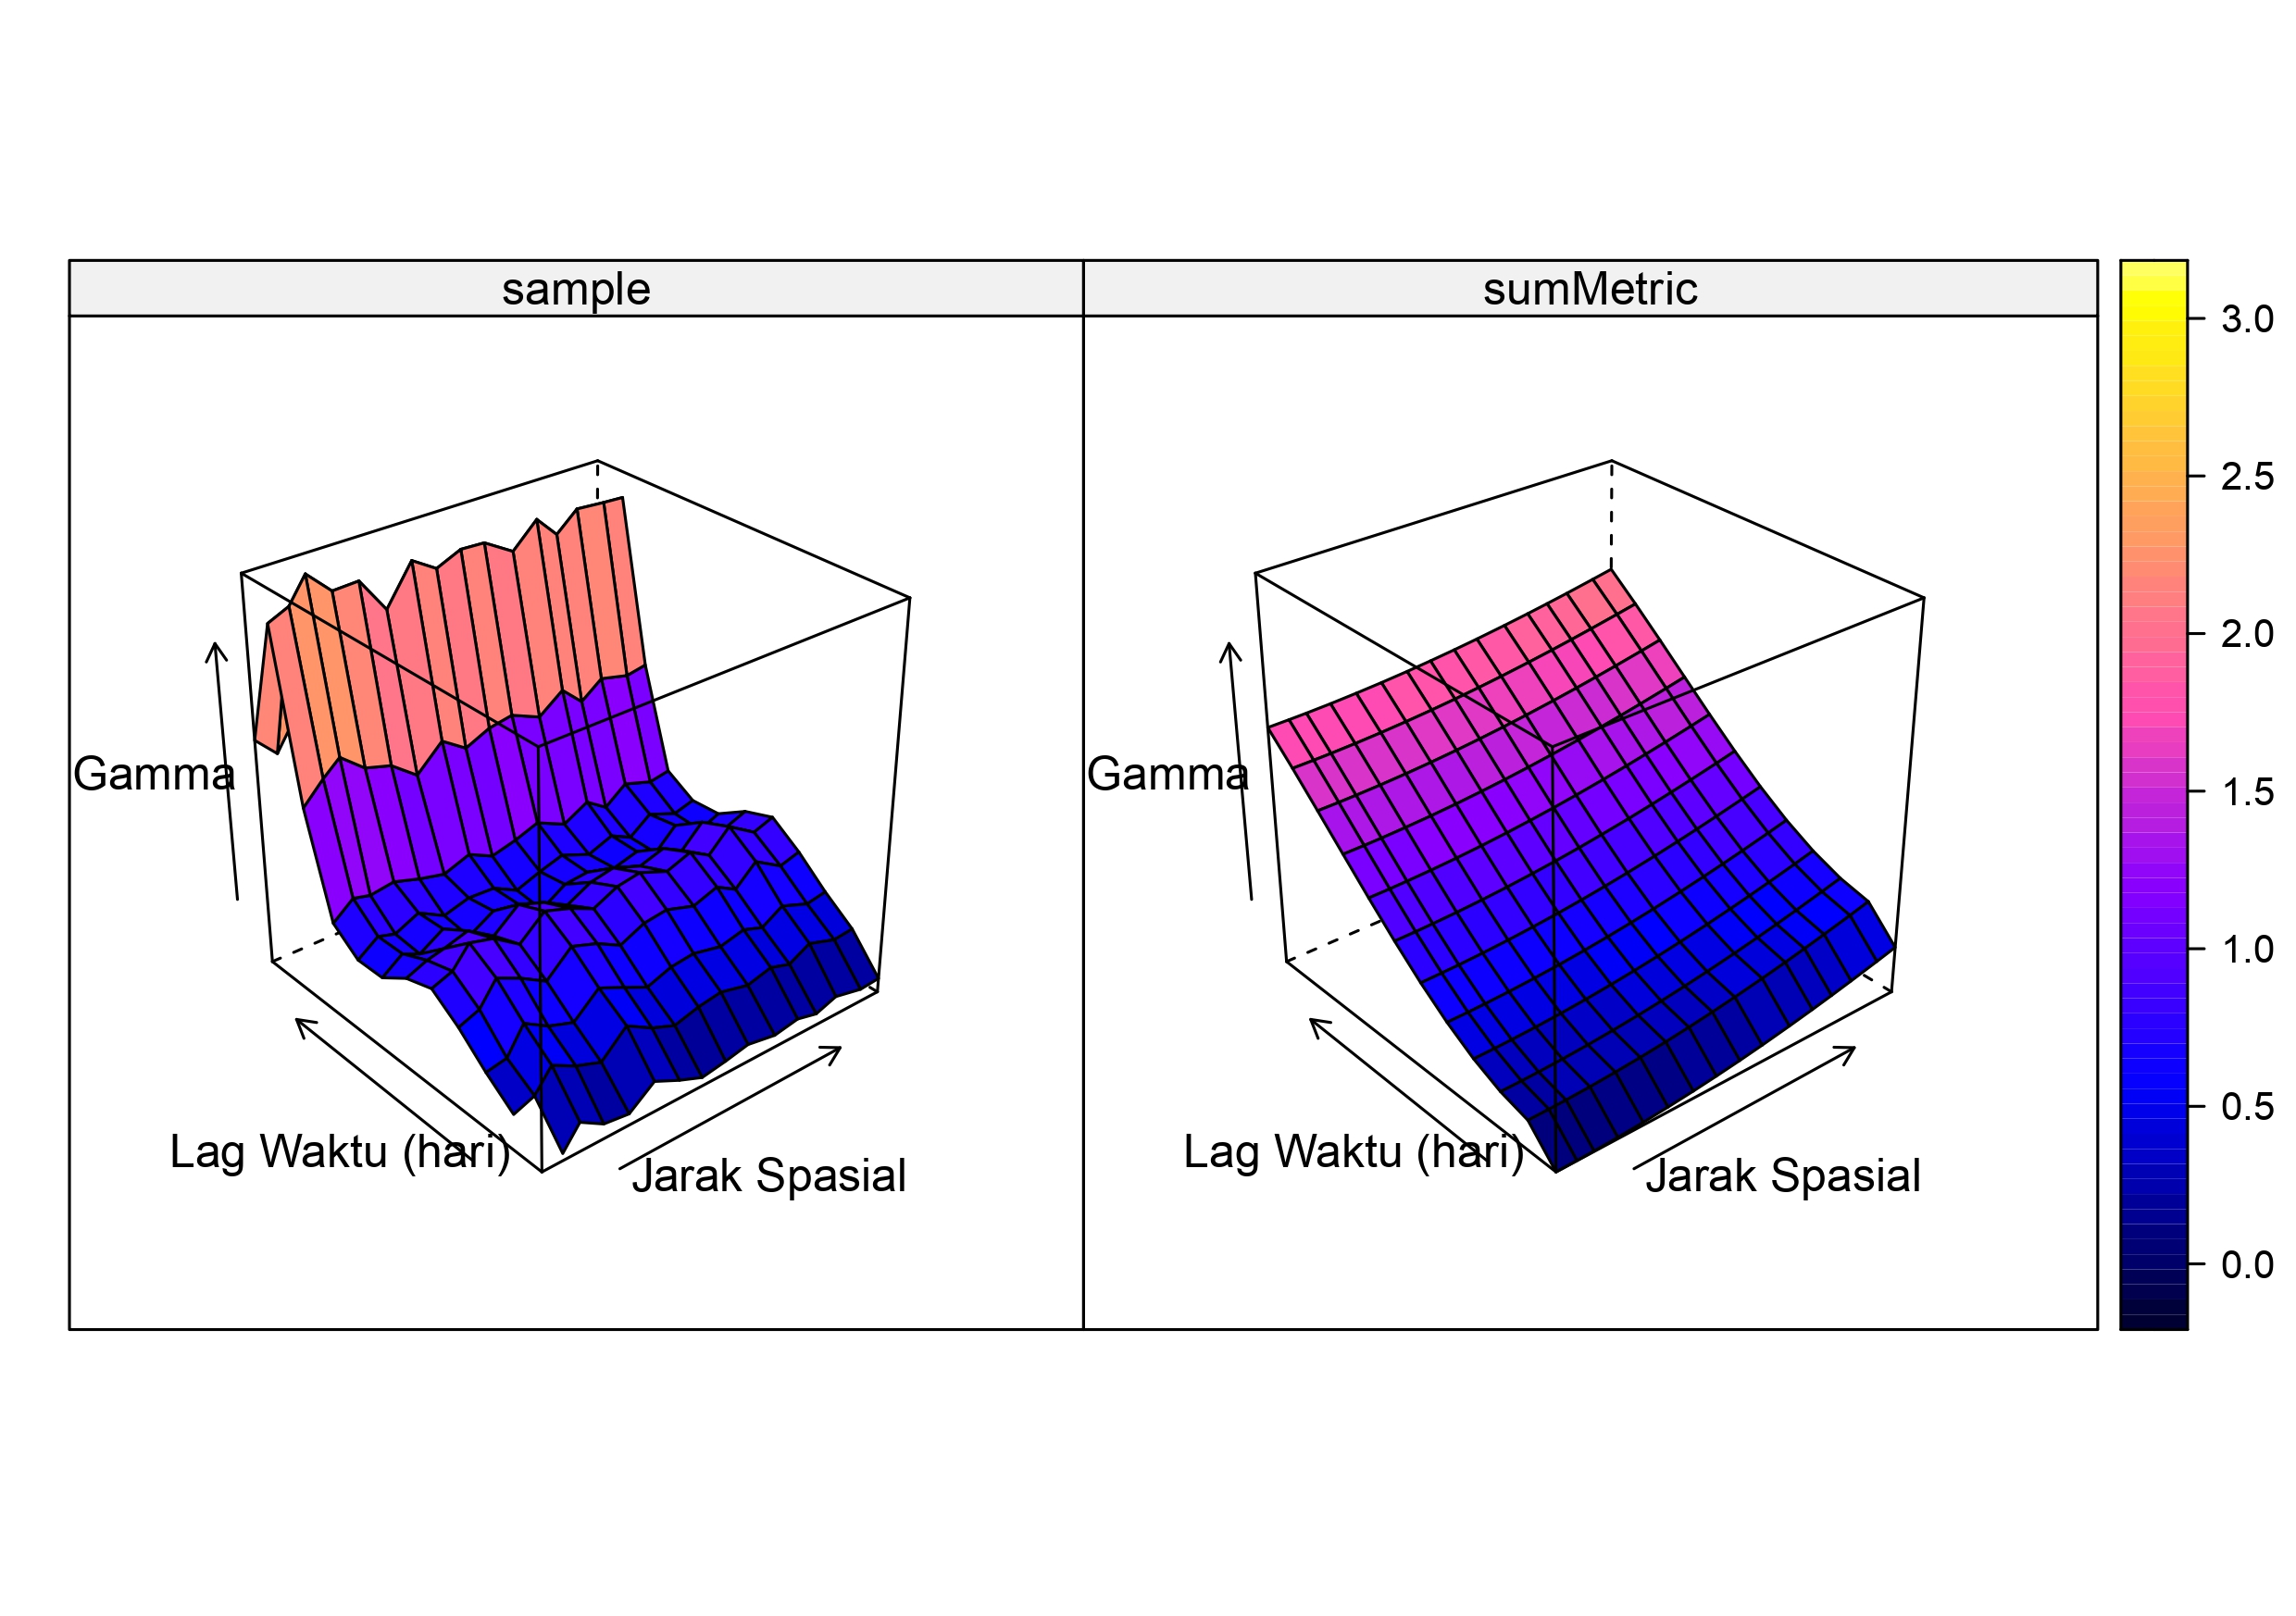 sample
sumMetric
Gamma
Lag Waktu (hari)
Jarak Spasial
Gamma
Lag Waktu (hari)
Jarak Spasial
3.0
2.5
2.0
1.5
1.0
0.5
0.0